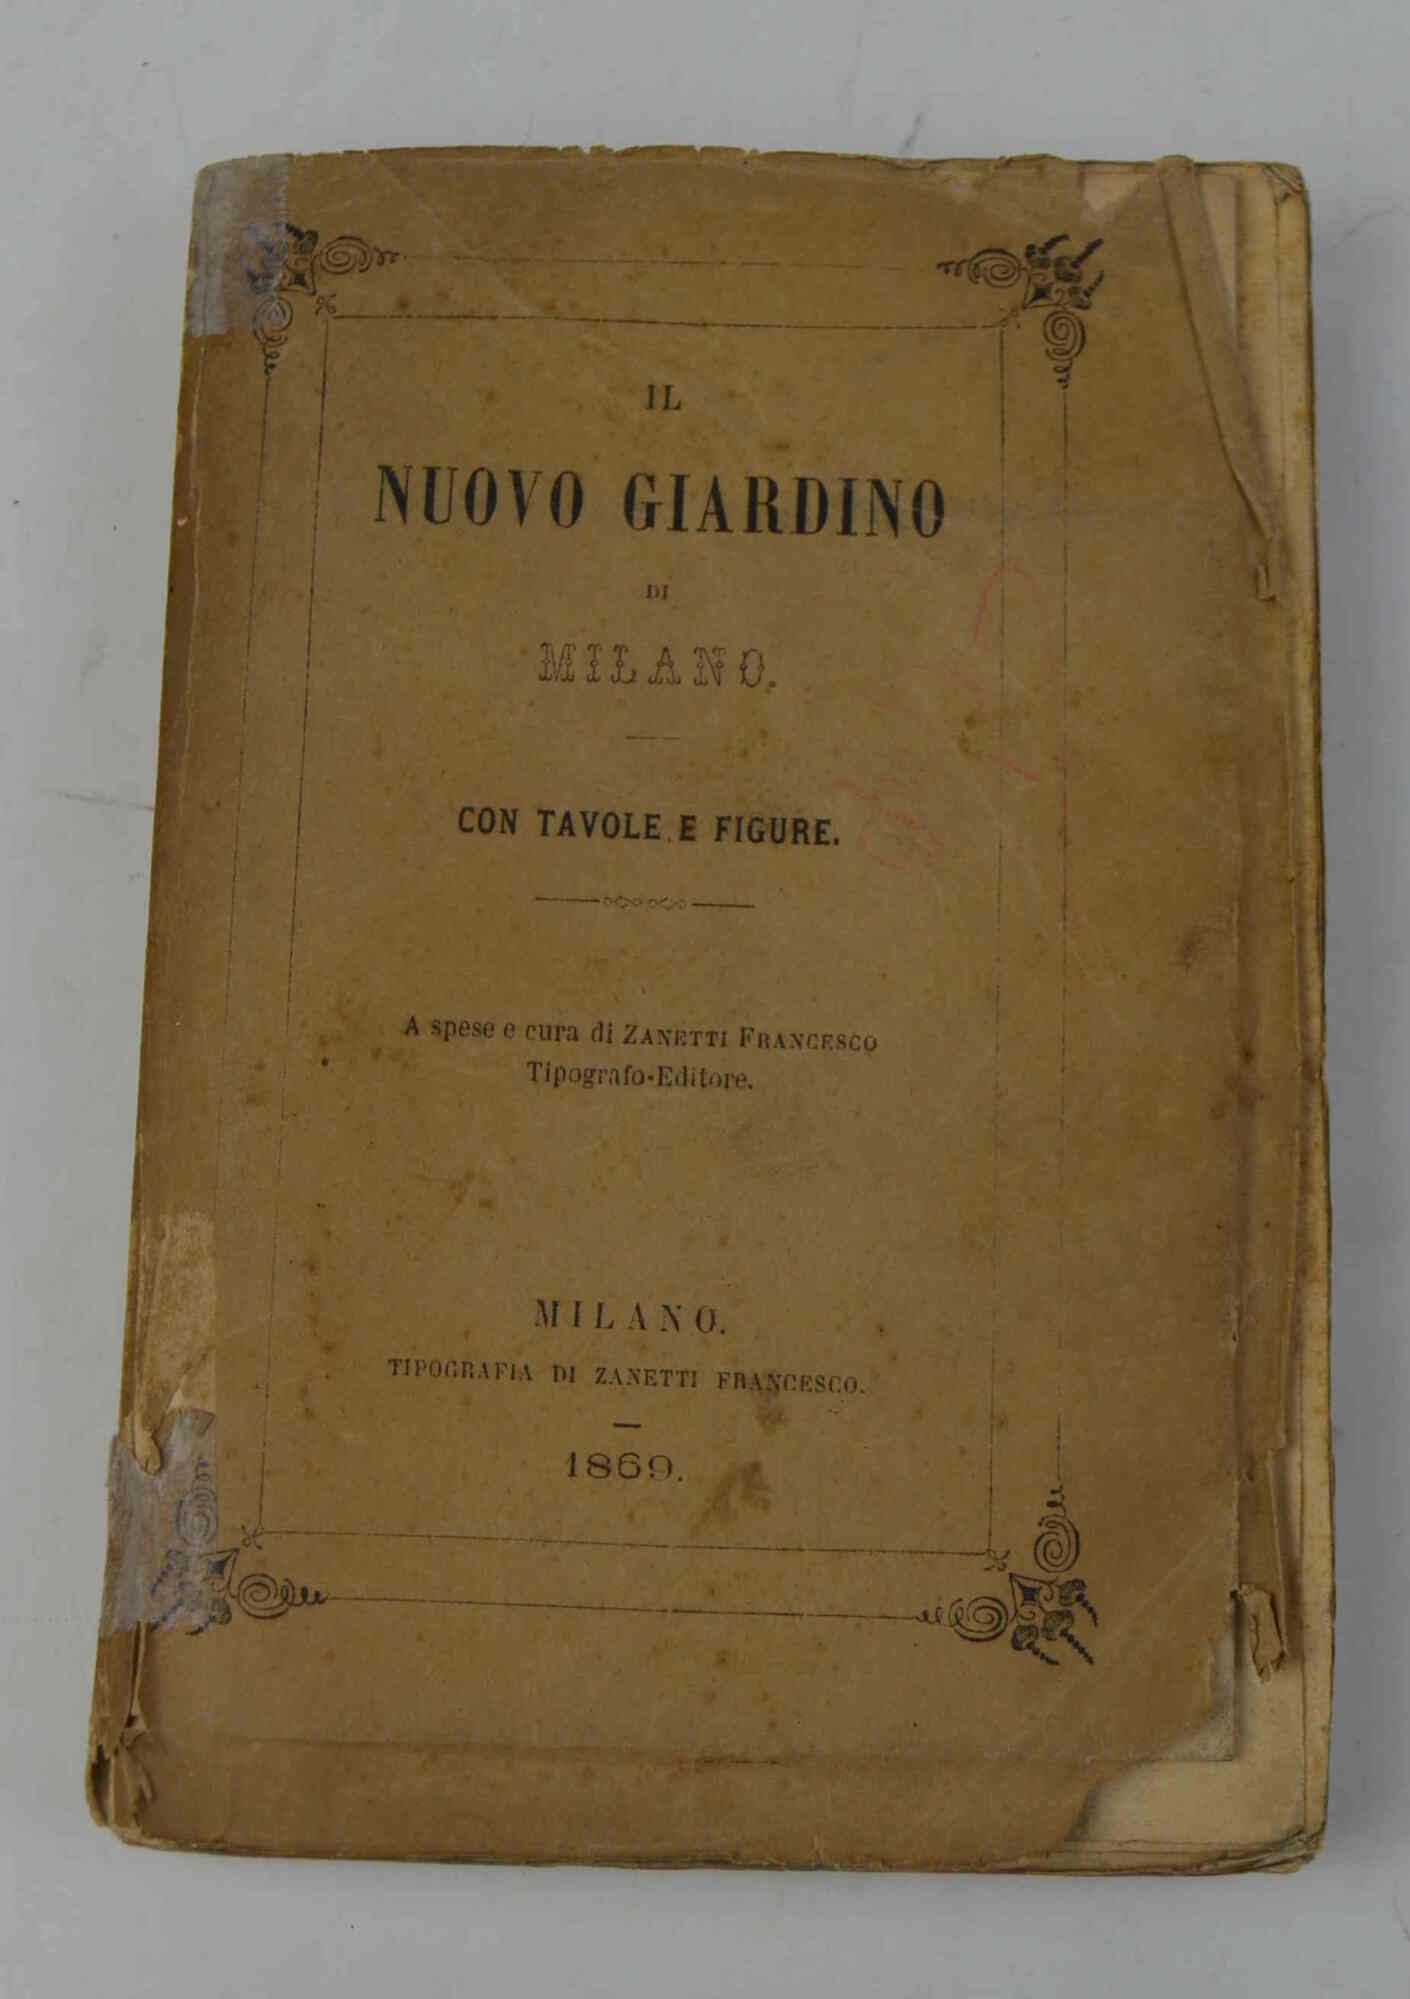 IL
NUOVO GIARDINO
DI
MILANO.
CON TAVOLE E FIGURE.
A spese e cura di ZANETTI FRANCESCO
Tipografo-Editore.
MILANO.
TIPOGRAFIA DI ZANETTI FRANCESCO.
1869.